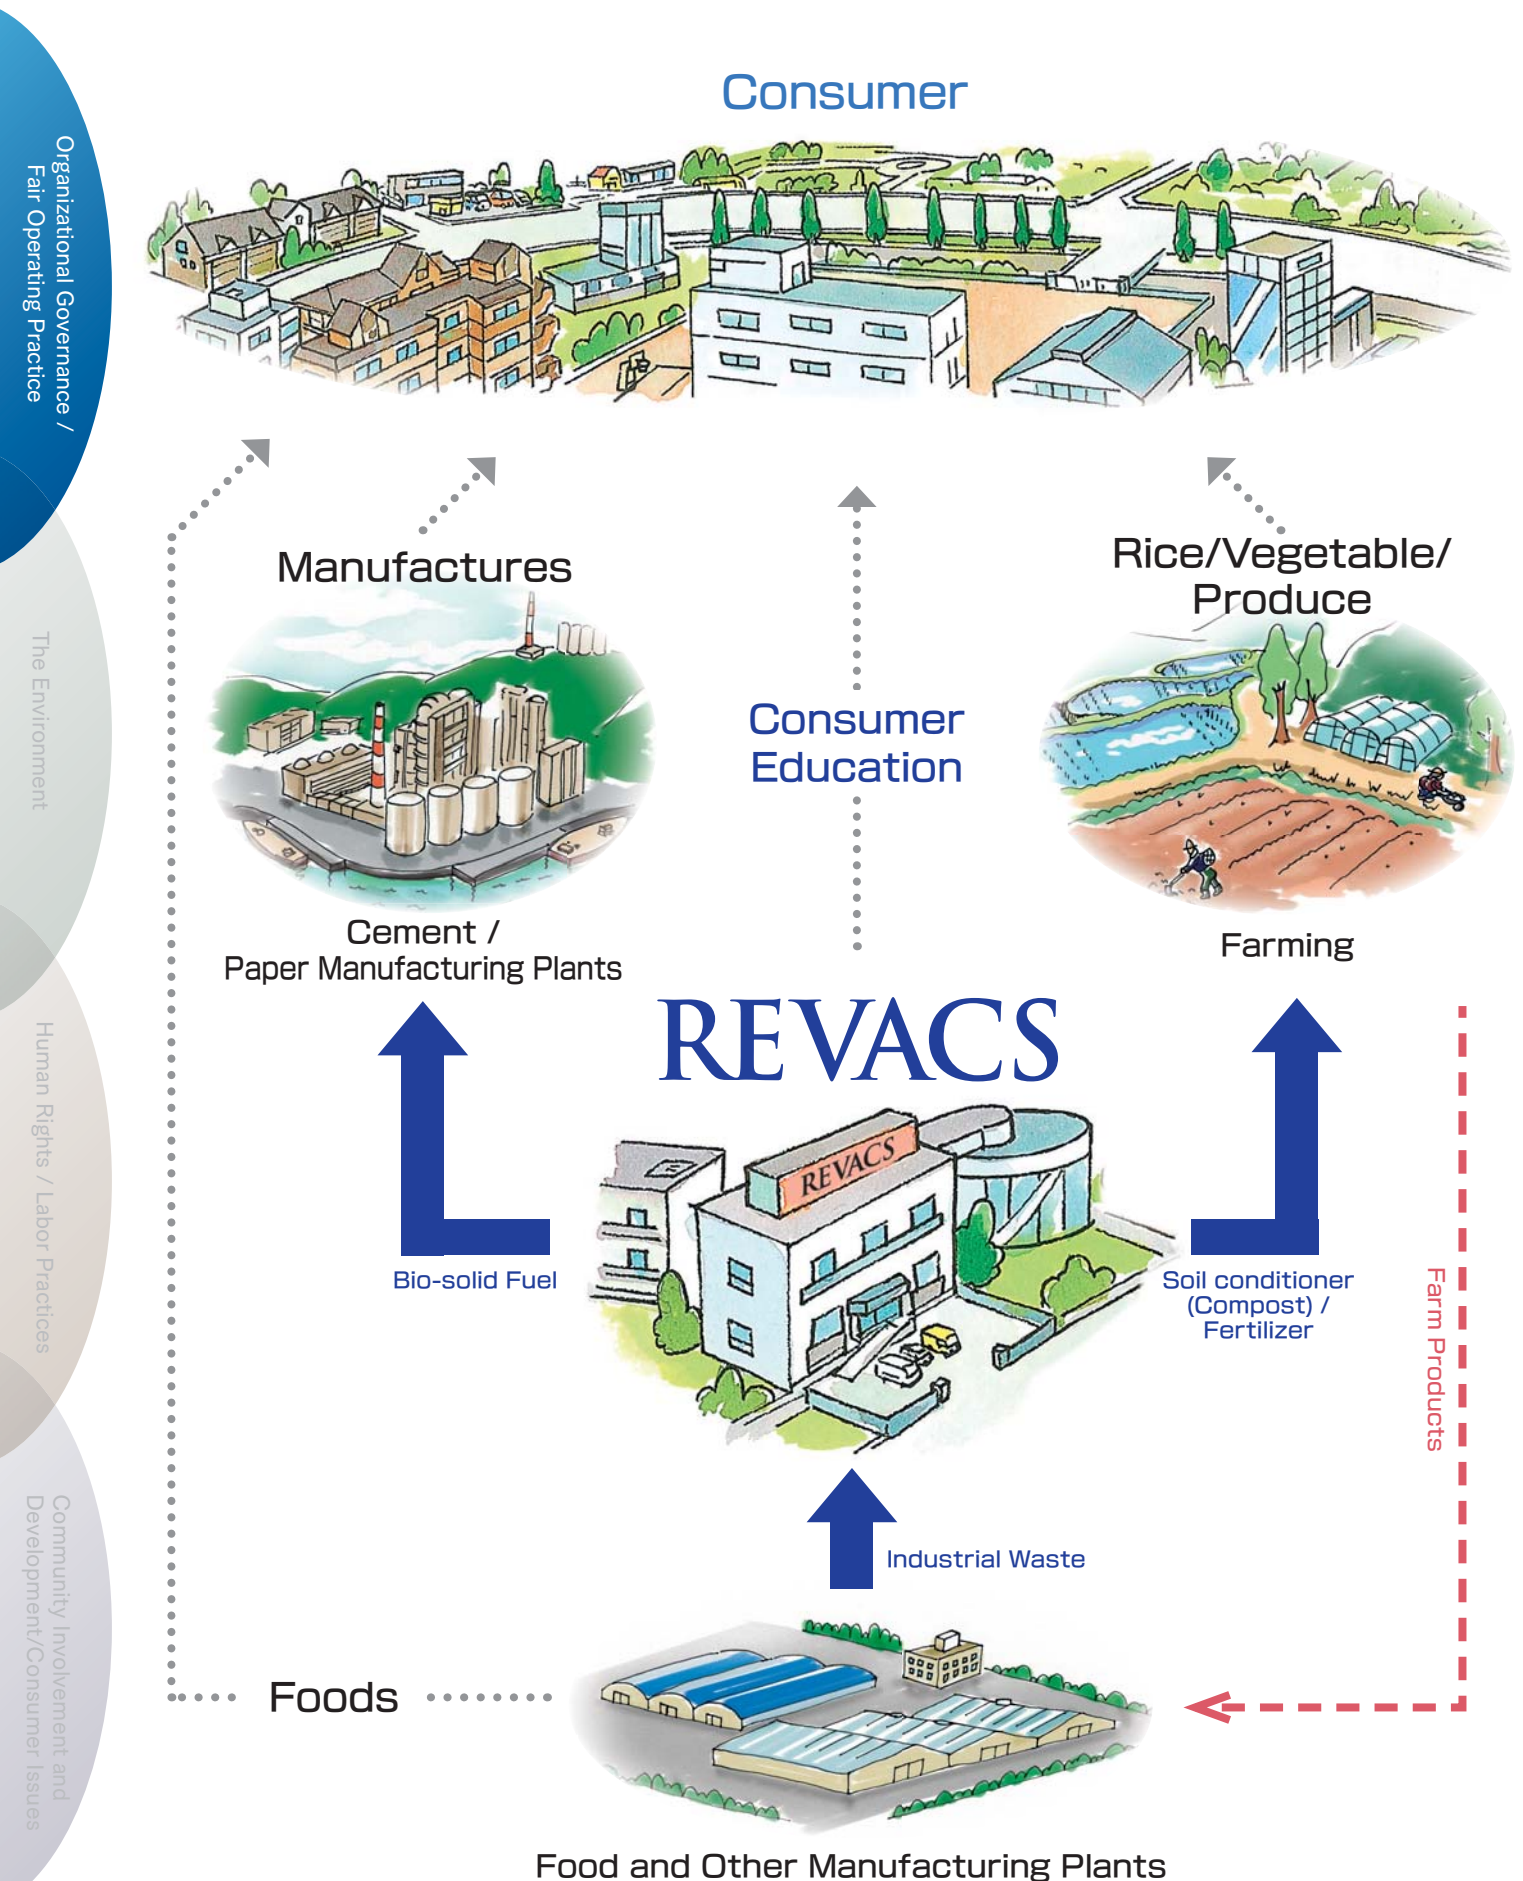 Organizational Governance /
Fair Operating Practice
The Environment
Human Rights / Labor Practices
Community Involvement and
Development/Consumer Issues
Consumer
Manufactures
Rice/Vegetable/
Produce
Consumer
Education
Cement /
Paper Manufacturing Plants
Farming
REVACS
REVACS
Bio-solid Fuel
Soil conditioner
(Compost) /
Fertilizer
Farm Products
Industrial Waste
Foods
Food and Other Manufacturing Plants